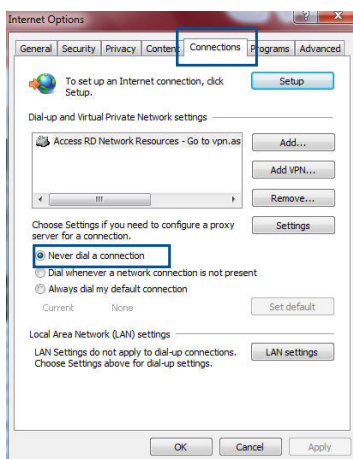 Internet Options
General Security Privacy Content Connections Programs Advanced
To set up an Internet connection, click Setup.
Setup
Dial-up and Virtual Private Network settings
Access RD Network Resources - Go to vpn.as
Add...
Add VPN...
Remove...
Choose Settings if you need to configure a proxy
server for a connection.
Settings
Never dial a connection
Dial whenever a network connection is not present
Always dial my default connection
Current None
Set default
Local Area Network (LAN) settings
LAN Settings do not apply to dial-up connections.
Choose Settings above for dial-up settings.
LAN settings
OK Cancel Apply